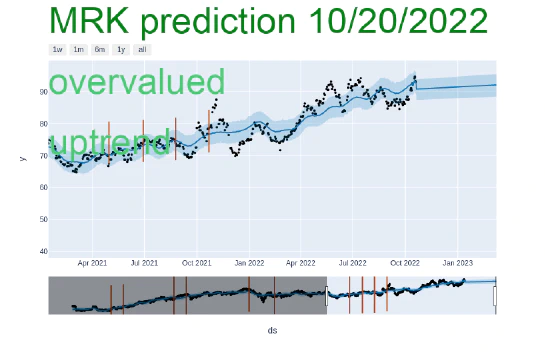 MRK prediction 10/20/2022
1w 1m 6m 1y all
overvalued
90
80
uptrend
70
y
60
50
40
Apr 2021 Jul 2021 Oct 2021 Jan 2022 Apr 2022 Jul 2022 Oct 2022 Jan 2023
ds